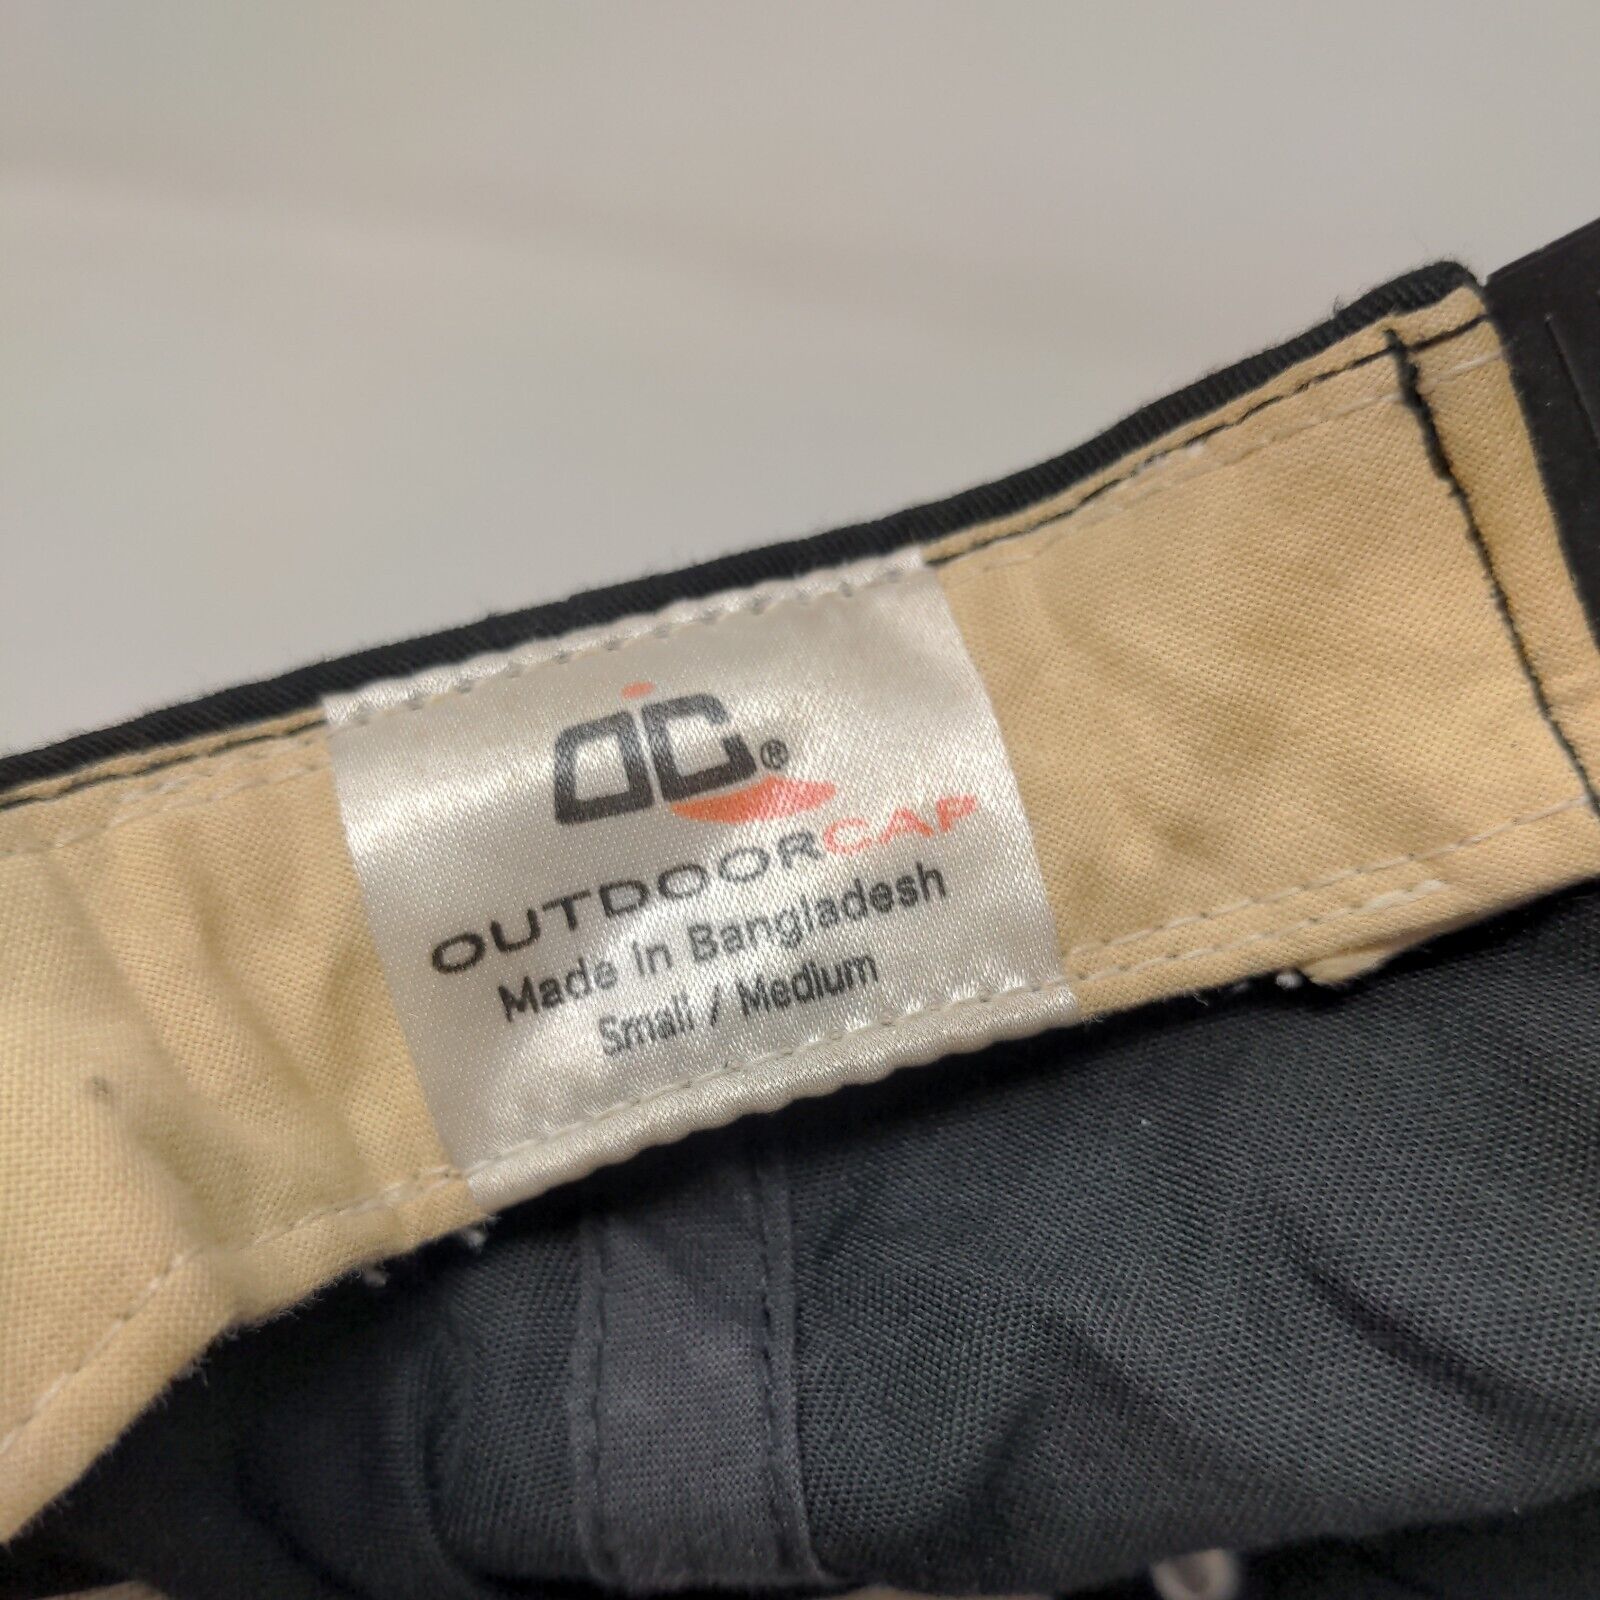 OC®
OUTDOORCAP
Made in Bangladesh
Small / Medium